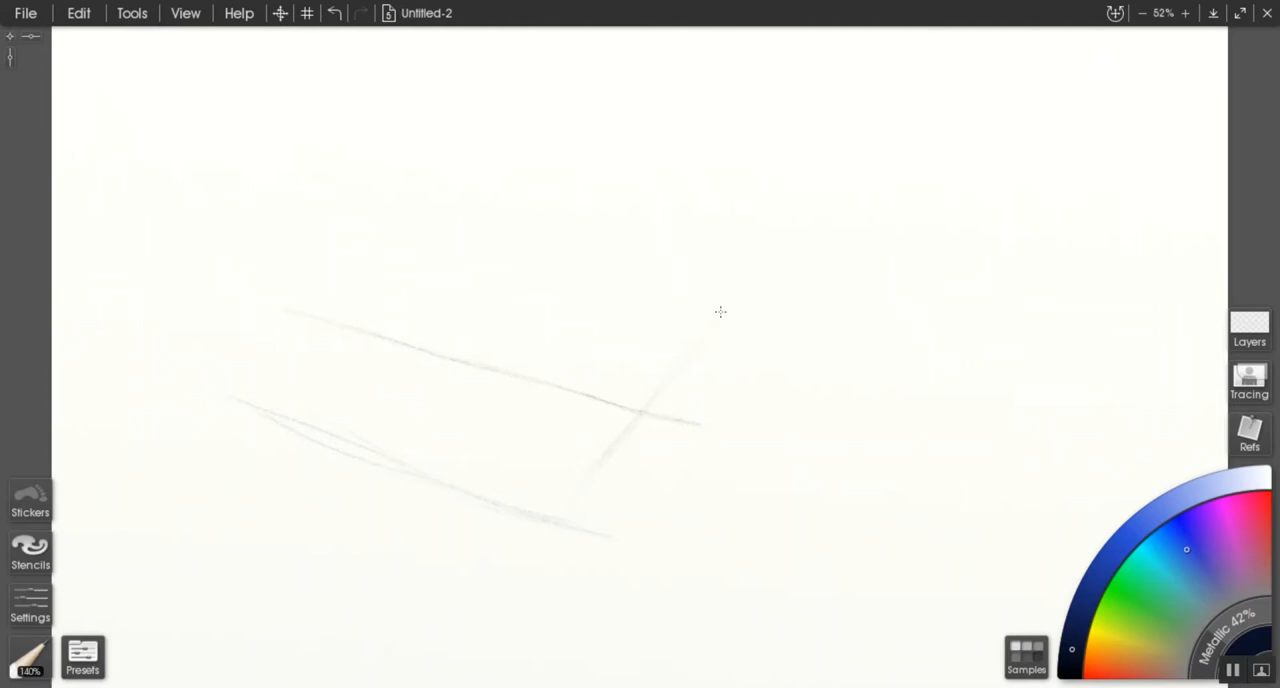 File Edit Tools View Help 5 Untitled-2 52%
Layers
Tracing
Refs
Stickers
Stencils
Settings
140%
Presets
Samples
Metallic 42%